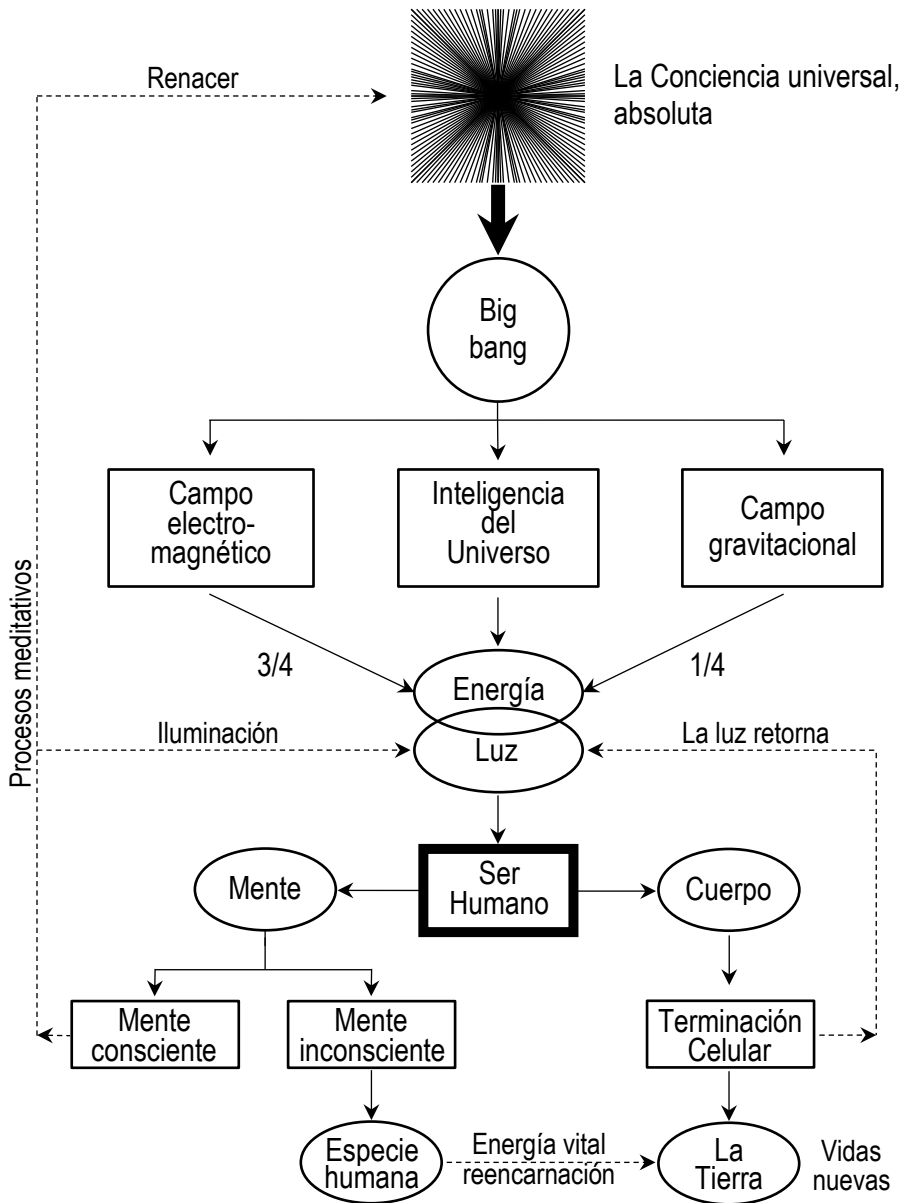 Renacer
La Conciencia universal,
absoluta
Big
bang
Campo
electro-
magnético
Inteligencia
del
Universo
Campo
gravitacional
Procesos meditativos
3/4
1/4
Energía
Iluminación
La luz retorna
Luz
Mente
Ser
Humano
Cuerpo
Mente
consciente
Mente
inconsciente
Terminación
Celular
Especie
humana
Energía vital
reencarnación
La
Tierra
Vidas
nuevas